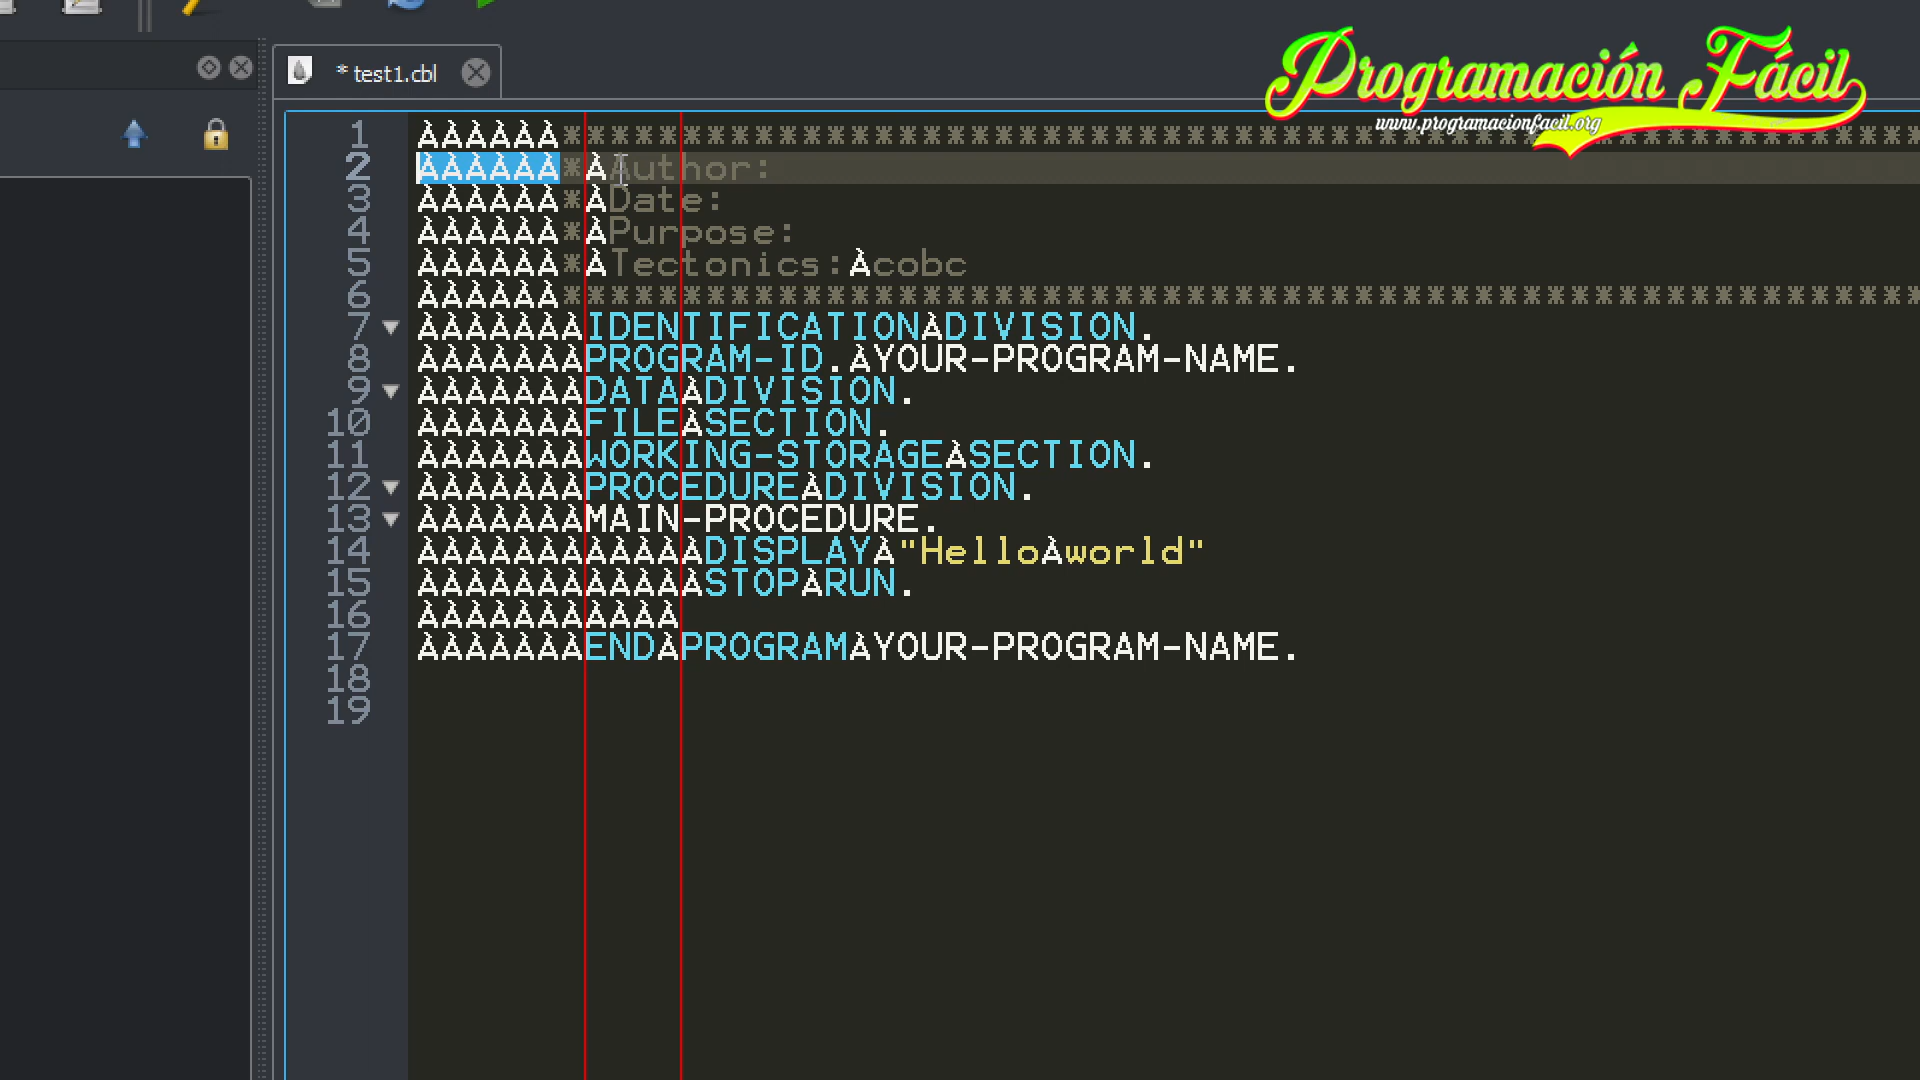 Programación Fácil
www.programacionfacil.org
* test1.cbl
1 ÀÀÀÀÀÀ********************************************************
2 ÀÀÀÀÀÀ*ÀAuthor:
3 ÀÀÀÀÀÀ*ÀDate:
4 ÀÀÀÀÀÀ*ÀPurpose:
5 ÀÀÀÀÀÀ*ÀTectonics:Àcobc
6 ÀÀÀÀÀÀ*********************************************************
7 ÀÀÀÀÀÀÀIDENTIFICATIONÀDIVISION.
8 ÀÀÀÀÀÀÀPROGRAM-ID.ÀYOUR-PROGRAM-NAME.
9 ÀÀÀÀÀÀÀDATAÀDIVISION.
10 ÀÀÀÀÀÀÀFILEÀSECTION.
11 ÀÀÀÀÀÀÀWORKING-STORAGEÀSECTION.
12 ÀÀÀÀÀÀÀPROCEDUREÀDIVISION.
13 ÀÀÀÀÀÀÀMAIN-PROCEDURE.
14 ÀÀÀÀÀÀÀÀÀÀÀÀDISPLAYÀ"HelloÀworld"
15 ÀÀÀÀÀÀÀÀÀÀÀÀSTOPÀRUN.
16 ÀÀÀÀÀÀÀÀÀÀÀ
17 ÀÀÀÀÀÀÀENDÀPROGRAMÀYOUR-PROGRAM-NAME.
18
19